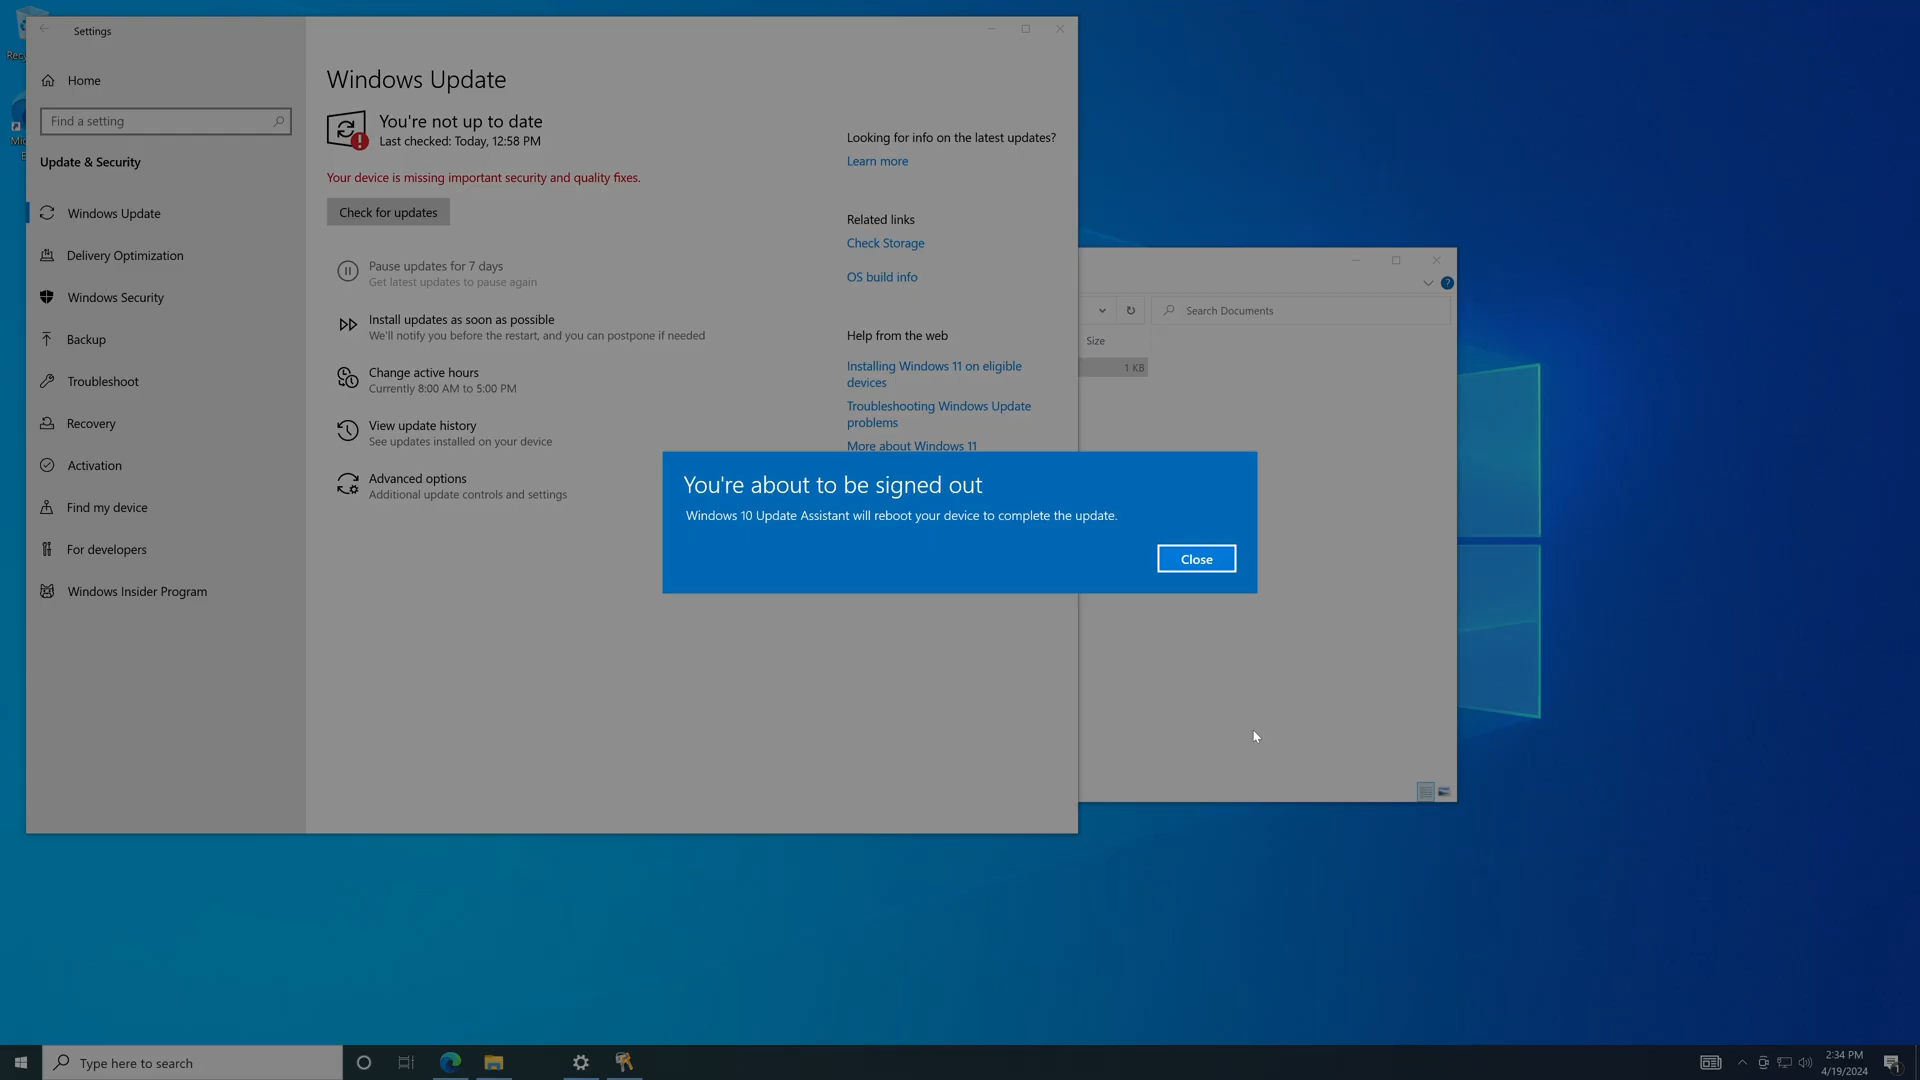 Settings
Home
Find a setting
Update & Security
Windows Update
Delivery Optimization
Windows Security
Backup
Troubleshoot
Recovery
Activation
Find my device
For developers
Windows Insider Program
Windows Update
You're not up to date
Last checked: Today, 12:58 PM
Your device is missing important security and quality fixes.
Check for updates
Pause updates for 7 days
Get latest updates to pause again
Install updates as soon as possible
We'll notify you before the restart, and you can postpone if needed
Change active hours
Currently 8:00 AM to 5:00 PM
View update history
See updates installed on your device
Advanced options
Additional update controls and settings
Looking for info on the latest updates?
Learn more
Related links
Check Storage
OS build info
Help from the web
Installing Windows 11 on eligible
devices
Troubleshooting Windows Update
problems
More about Windows 11
Search Documents
Size
1 KB
You're about to be signed out
Windows 10 Update Assistant will reboot your device to complete the update.
Close
Type here to search
2:34 PM
4/19/2024
1